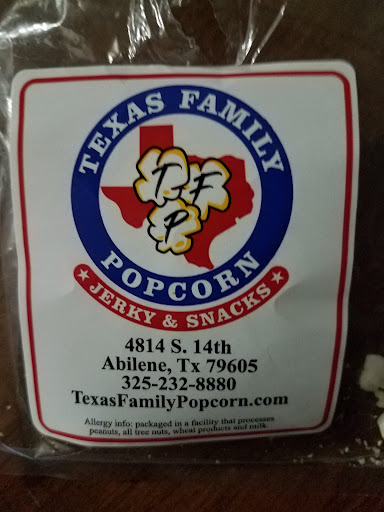 TEXAS FAMILY
T F
P
POPCORN
★ JERKY & SNACKS ★
4814 S. 14th
Abilene, Tx 79605
325-232-8880
TexasFamilyPopcorn.com
Allergy info: packaged in a facility that processes
peanuts, all tree nuts, wheat products and milk.